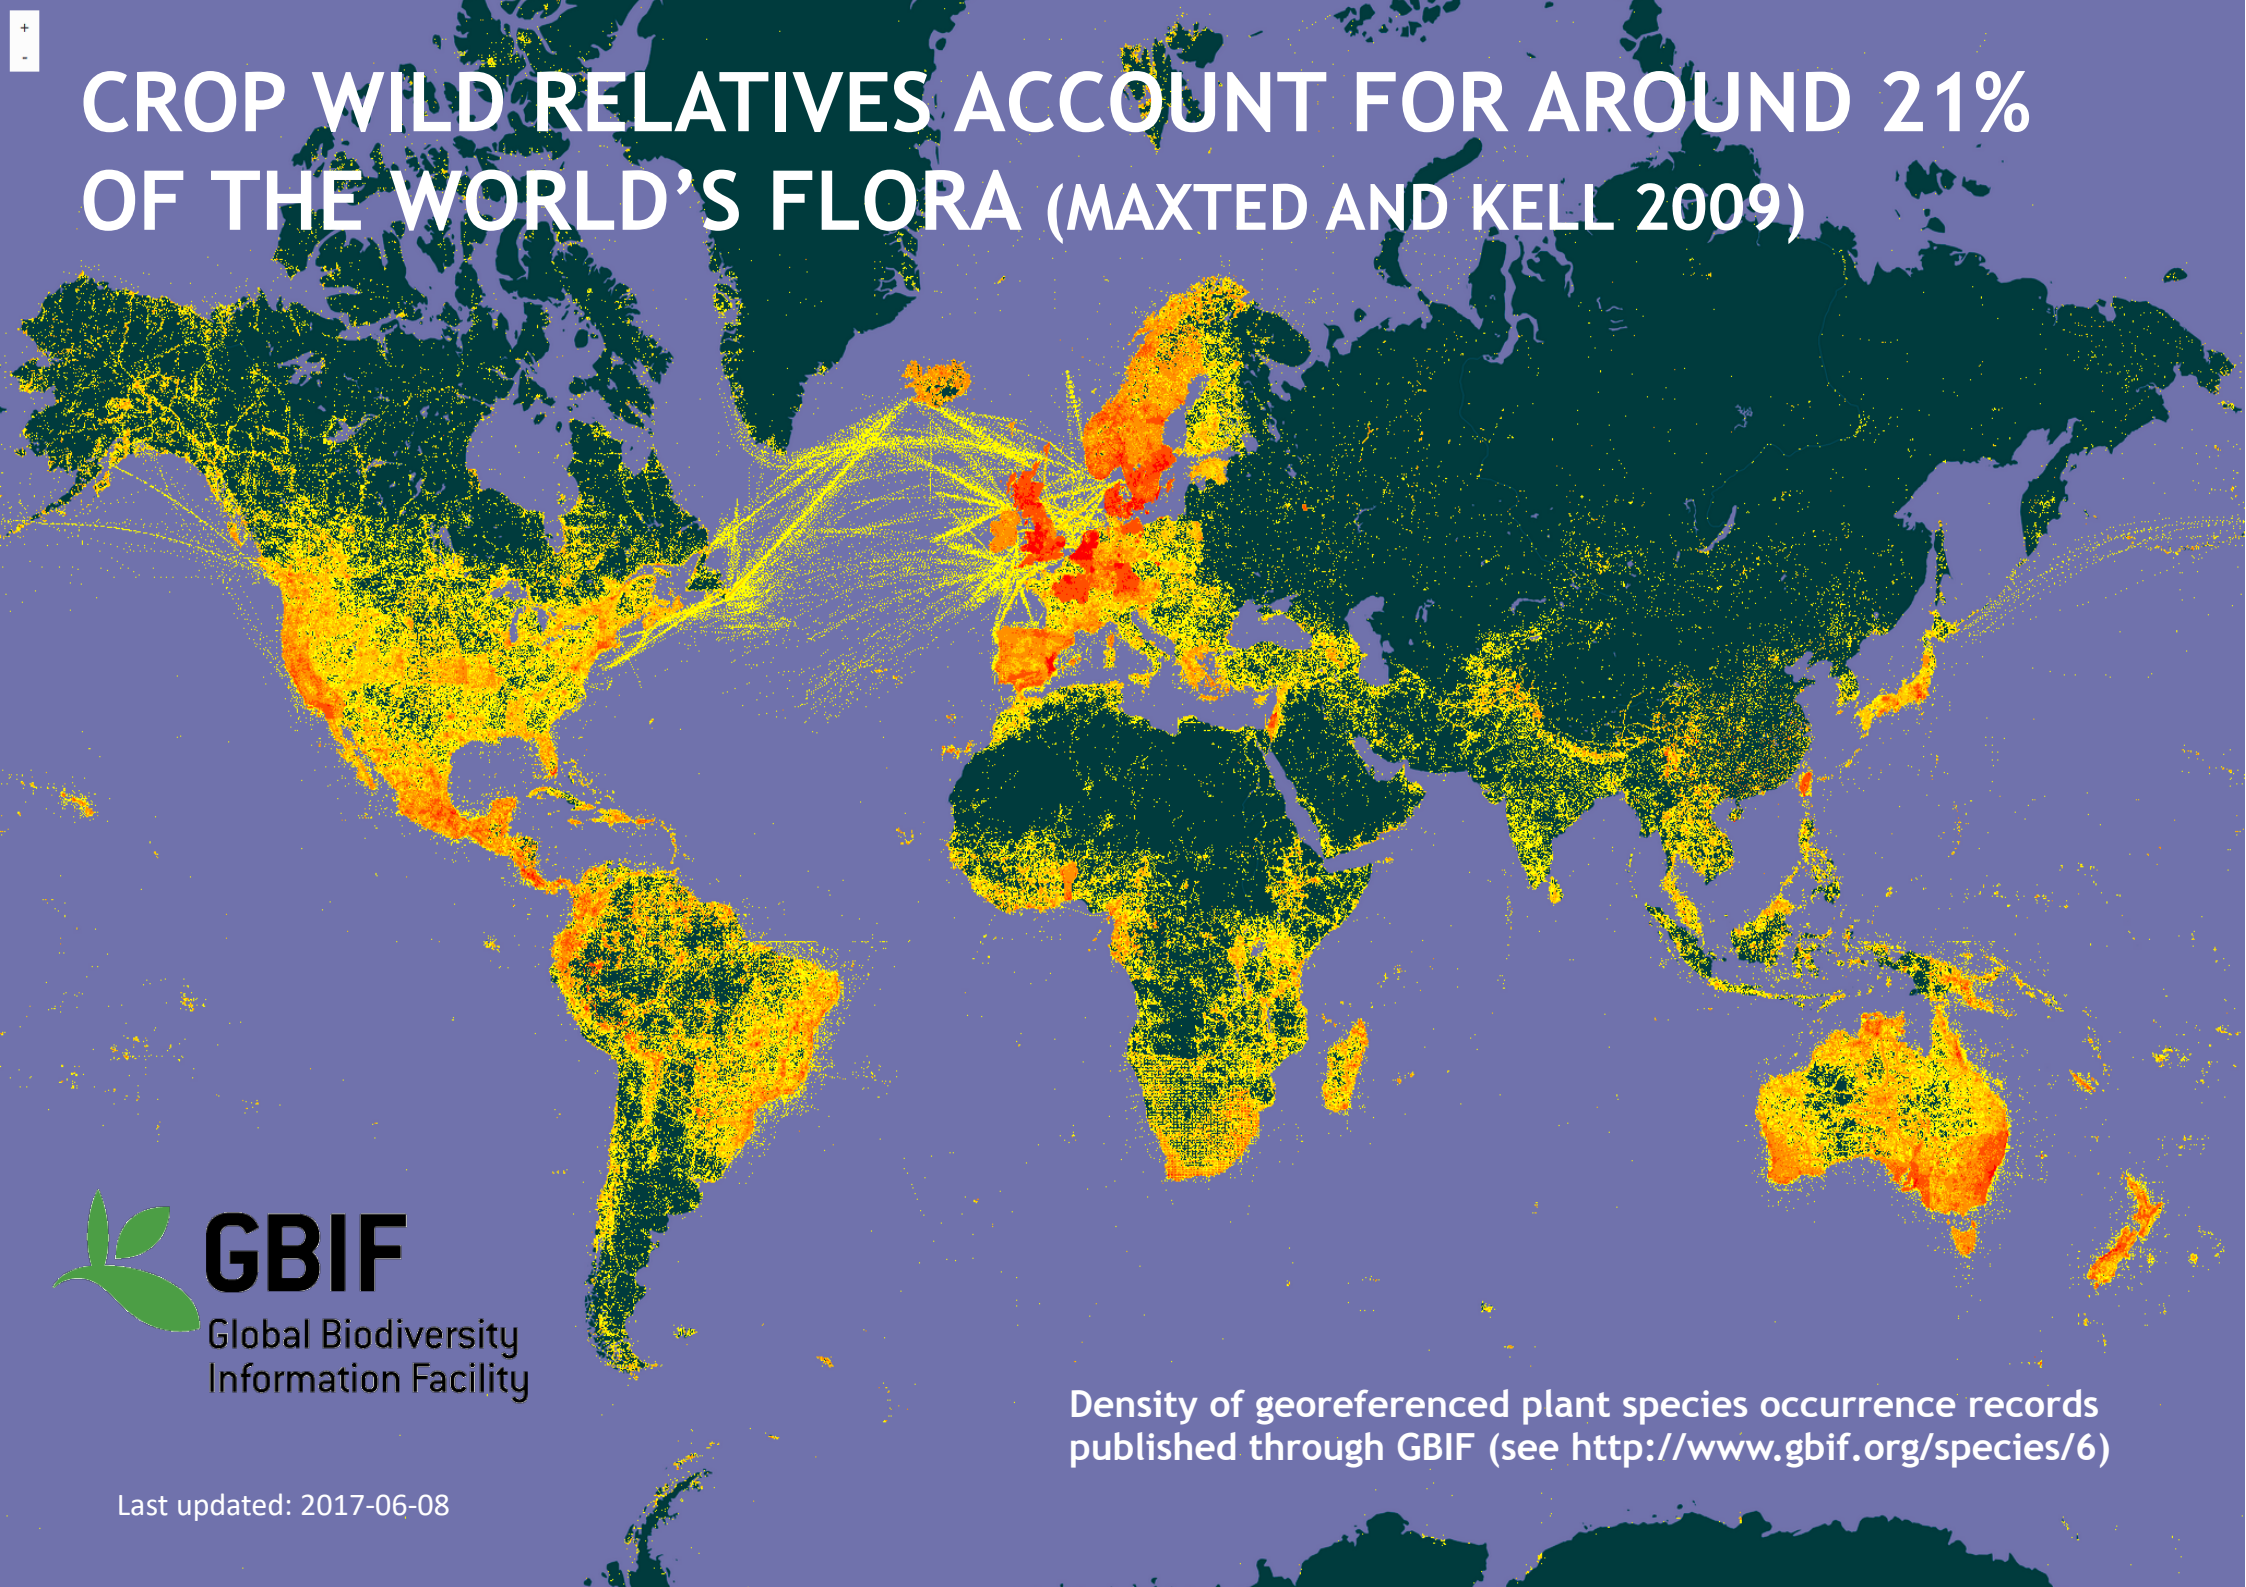 +
-
CROP WILD RELATIVES ACCOUNT FOR AROUND 21%
OF THE WORLD’S FLORA (MAXTED AND KELL 2009)
GBIF
Global Biodiversity
Information Facility
Density of georeferenced plant species occurrence records
published through GBIF (see http://www.gbif.org/species/6)
Last updated: 2017-06-08